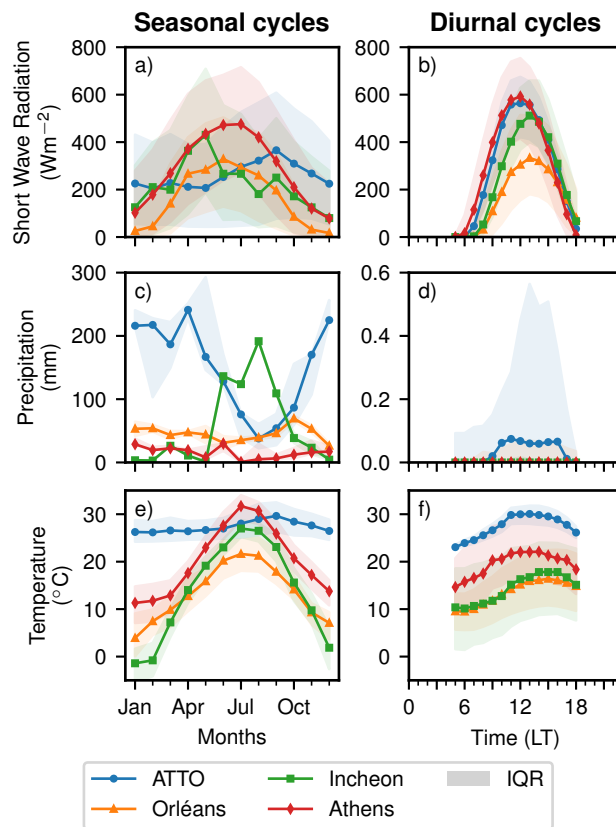 Seasonal cycles Diurnal cycles
Short Wave Radiation
(Wm−2)
800
600
400
200
0
a)
800
600
400
200
0
b)
Precipitation
(mm)
300
200
100
0
c)
0.6
0.4
0.2
0.0
d)
Temperature
(°C)
30
20
10
0
e)
30
20
10
0
f)
Jan Apr Jul Oct
Months
0 6 12 18
Time (LT)
ATTO Incheon IQR
Orléans Athens